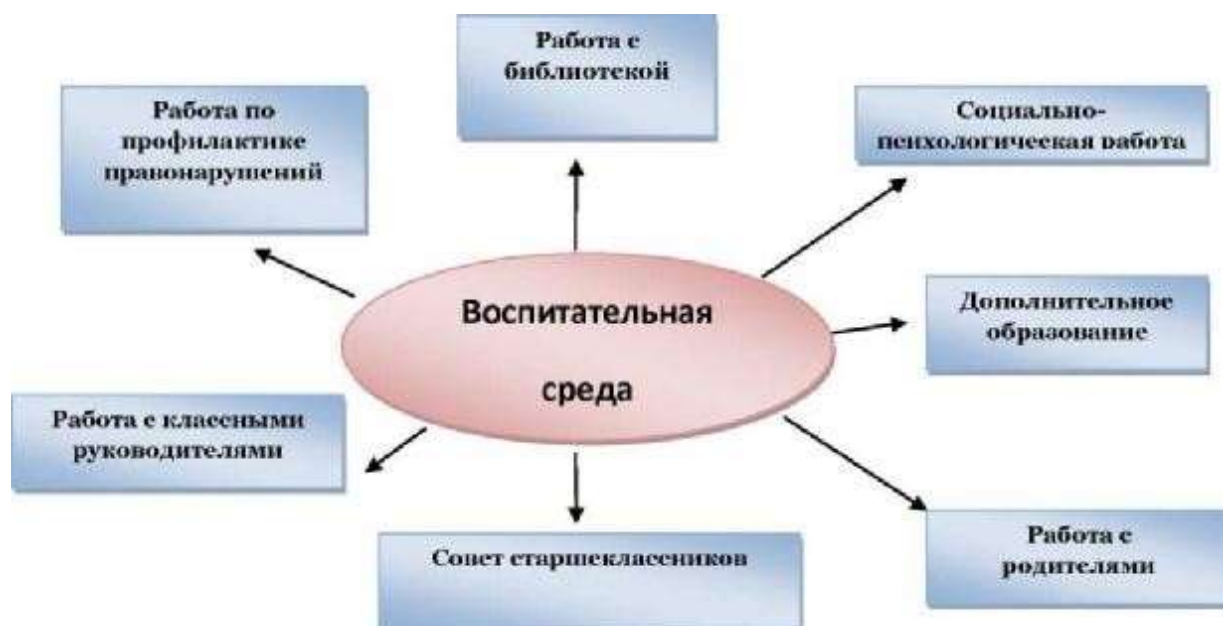 Работа с
библиотекой
Работа по
профилактике
правонарушений
Социально-
психологическая работа
Воспитательная
среда
Дополнительное
образование
Работа с классными
руководителями
Совет старшеклассников
Работа с
родителями